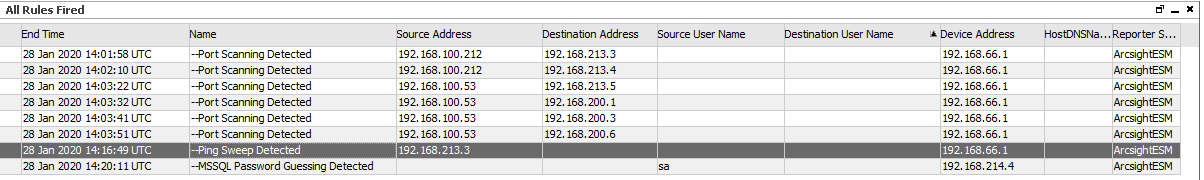 All Rules Fired
End Time Name Source Address Destination Address Source User Name Destination User Name Device Address HostDNSNa... Reporter S...
28 Jan 2020 14:01:58 UTC --Port Scanning Detected 192.168.100.212 192.168.213.3 192.168.66.1 ArcsightESM
28 Jan 2020 14:02:10 UTC --Port Scanning Detected 192.168.100.212 192.168.213.4 192.168.66.1 ArcsightESM
28 Jan 2020 14:03:22 UTC --Port Scanning Detected 192.168.100.53 192.168.213.5 192.168.66.1 ArcsightESM
28 Jan 2020 14:03:32 UTC --Port Scanning Detected 192.168.100.53 192.168.200.1 192.168.66.1 ArcsightESM
28 Jan 2020 14:03:41 UTC --Port Scanning Detected 192.168.100.53 192.168.200.3 192.168.66.1 ArcsightESM
28 Jan 2020 14:03:51 UTC --Port Scanning Detected 192.168.100.53 192.168.200.6 192.168.66.1 ArcsightESM
28 Jan 2020 14:16:49 UTC --Ping Sweep Detected 192.168.213.3 192.168.66.1 ArcsightESM
28 Jan 2020 14:20:11 UTC --MSSQL Password Guessing Detected sa 192.168.214.4 ArcsightESM